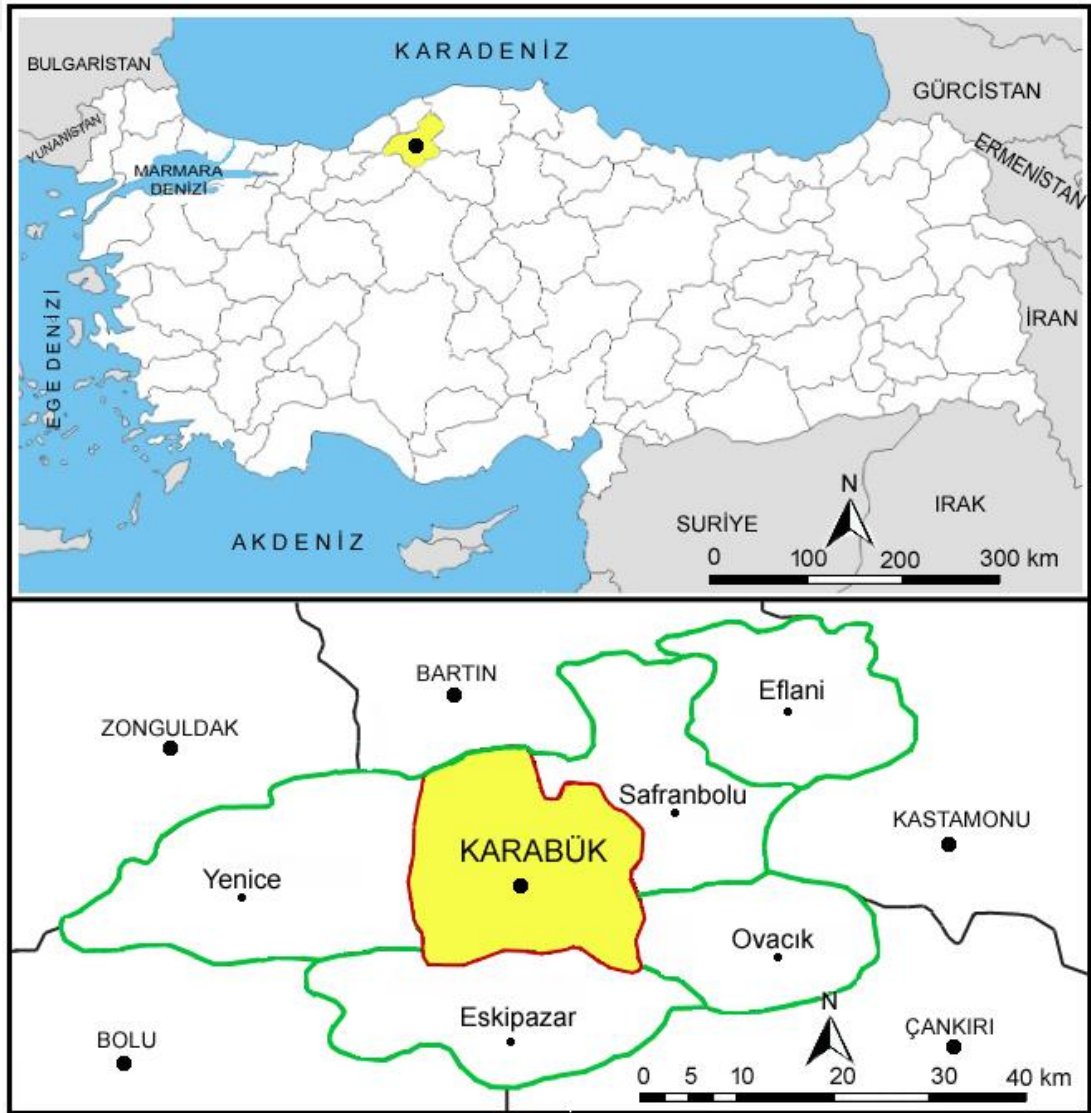 KARADENİZ
BULGARİSTAN
GÜRCİSTAN
YUNANİSTAN
ERMENİSTAN
MARMARA
DENİZİ
EGE DENİZİ
İRAN
N
IRAK
SURİYE
AKDENİZ
0 100 200 300 km
BARTIN
Eflani
ZONGULDAK
Safranbolu
KASTAMONU
KARABÜK
Yenice
Ovacık
N
Eskipazar
BOLU
ÇANKIRI
0 5 10 20 30 40 km